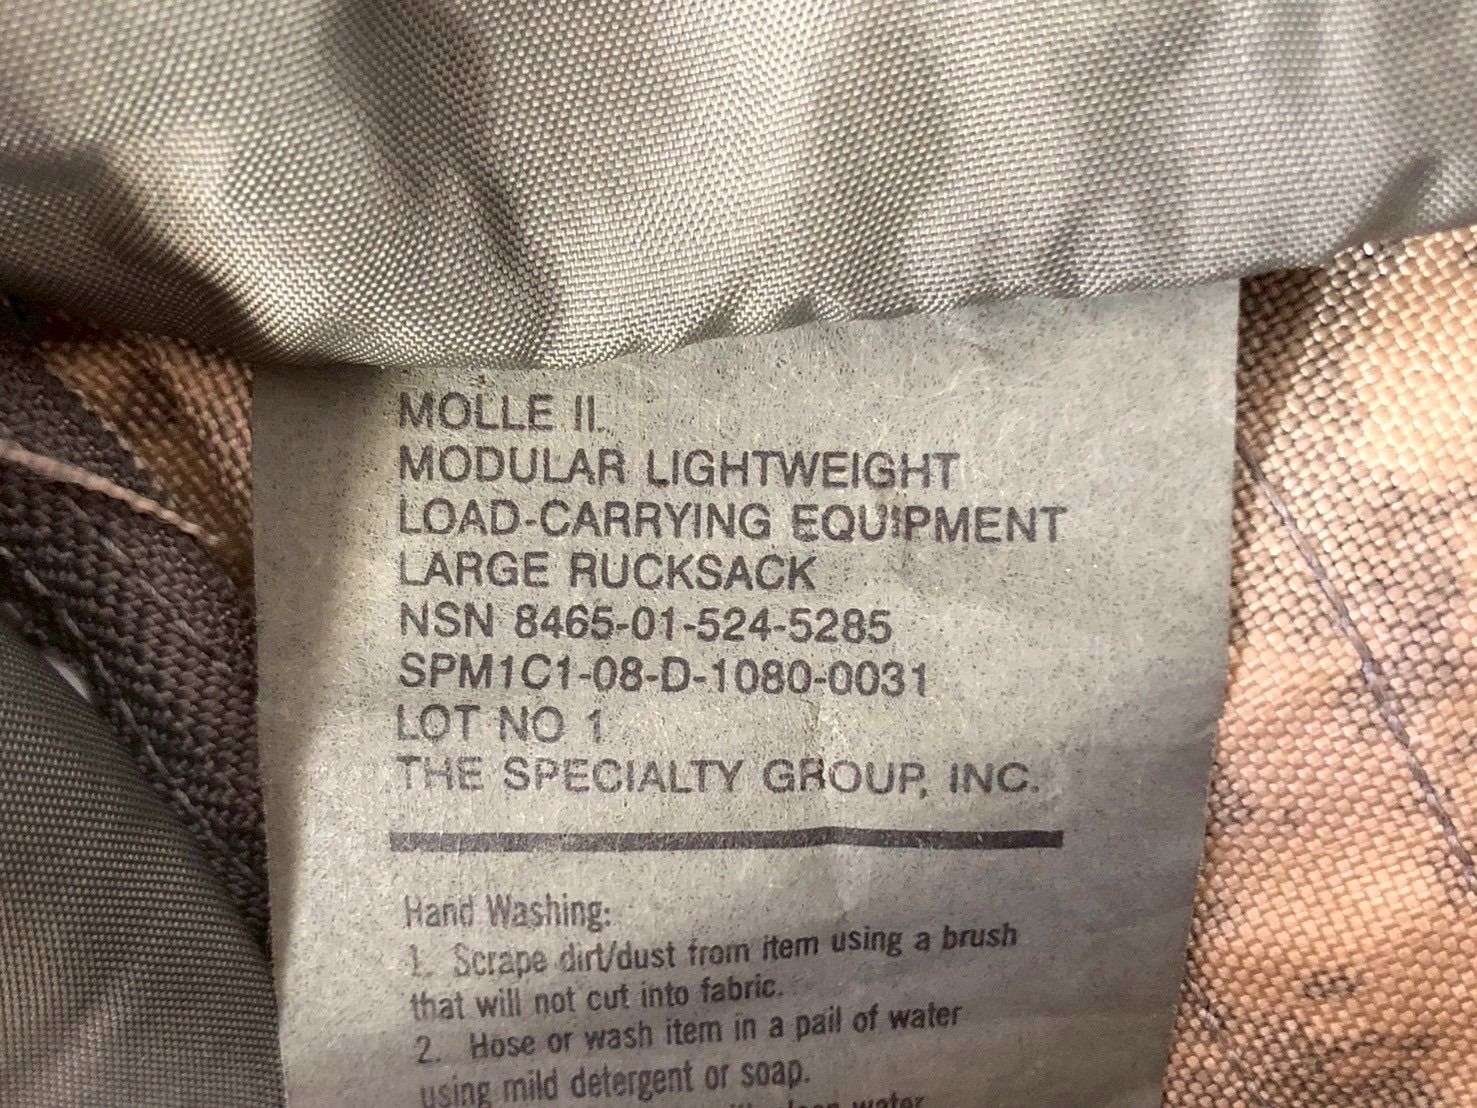 MOLLE II
MODULAR LIGHTWEIGHT
LOAD-CARRYING EQUIPMENT
LARGE RUCKSACK
NSN 8465-01-524-5285
SPM1C1-08-D-1080-0031
LOT NO 1
THE SPECIALTY GROUP, INC.
Hand Washing:
1. Scrape dirt/dust from item using a brush
that will not cut into fabric.
2. Hose or wash item in a pail of water
using mild detergent or soap.
water